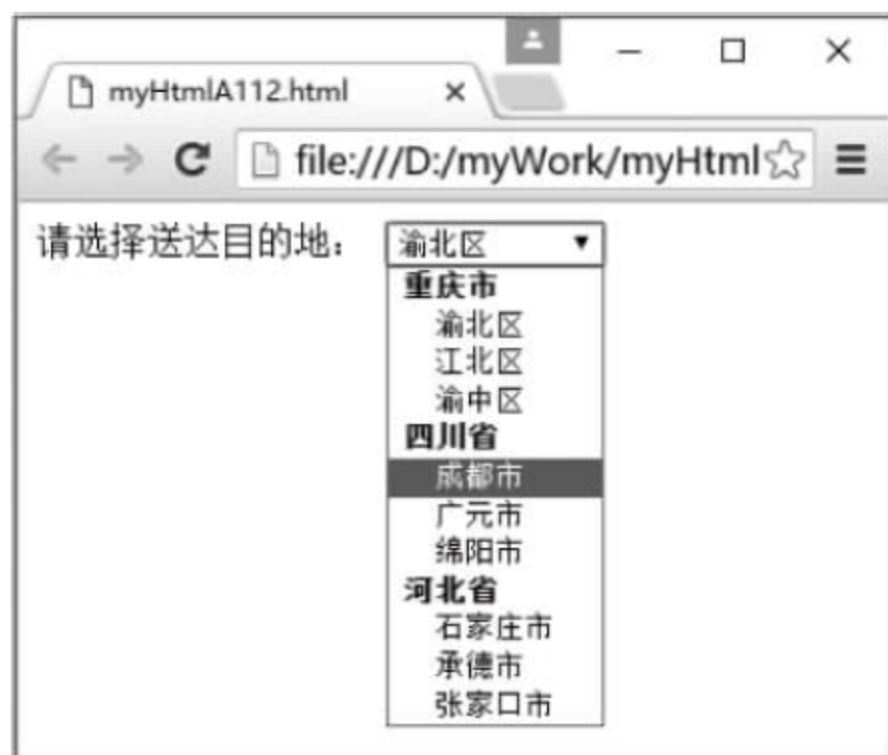 myHtmlA112.html
file:///D:/myWork/myHtml
请选择送达目的地： 渝北区
重庆市
渝北区
江北区
渝中区
四川省
成都市
广元市
绵阳市
河北省
石家庄市
承德市
张家口市